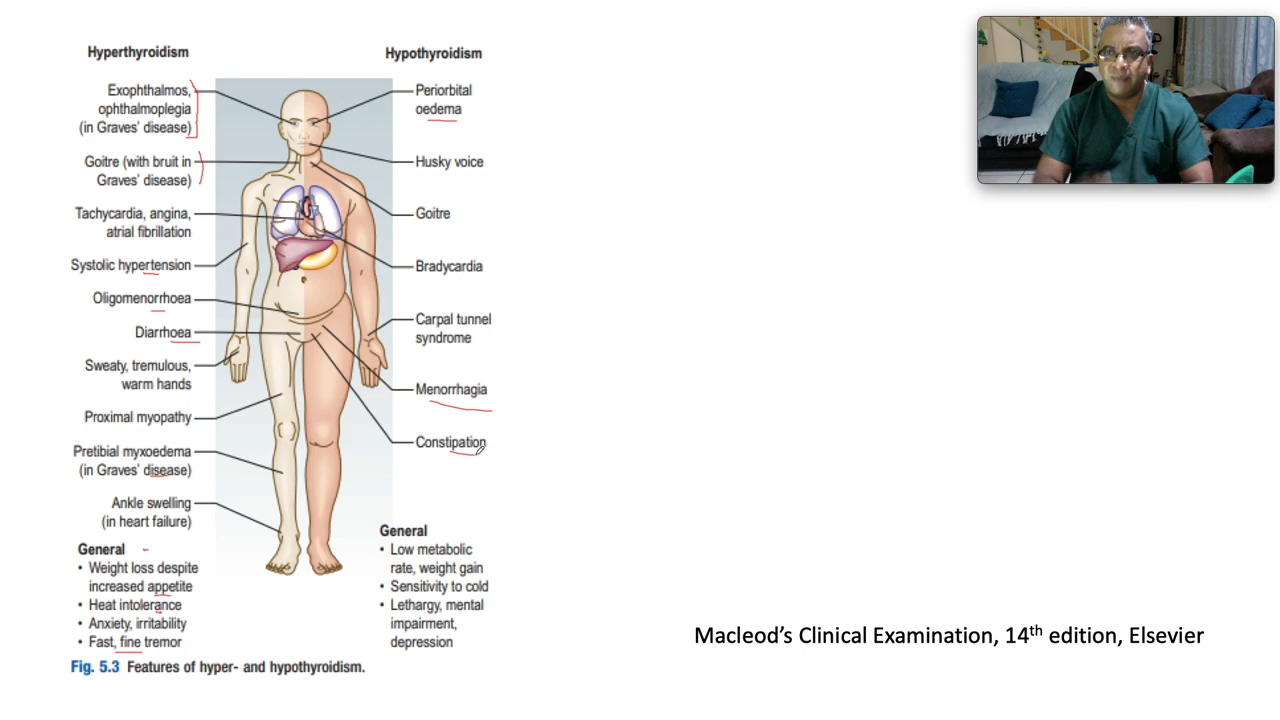 Hyperthyroidism
Exophthalmos,
ophthalmoplegia
(in Graves' disease)
Goitre (with bruit in
Graves' disease)
Tachycardia, angina,
atrial fibrillation
Systolic hypertension
Oligomenorrhoea
Diarrhoea
Sweaty, tremulous,
warm hands
Proximal myopathy
Pretibial myxoedema
(in Graves' disease)
Ankle swelling
(in heart failure)
General
• Weight loss despite
increased appetite
• Heat intolerance
• Anxiety, irritability
• Fast, fine tremor
Hypothyroidism
Periorbital
oedema
Husky voice
Goitre
Bradycardia
Carpal tunnel
syndrome
Menorrhagia
Constipation
General
• Low metabolic
rate, weight gain
• Sensitivity to cold
• Lethargy, mental
impairment,
depression
Fig. 5.3 Features of hyper- and hypothyroidism.
Macleod's Clinical Examination, 14th edition, Elsevier